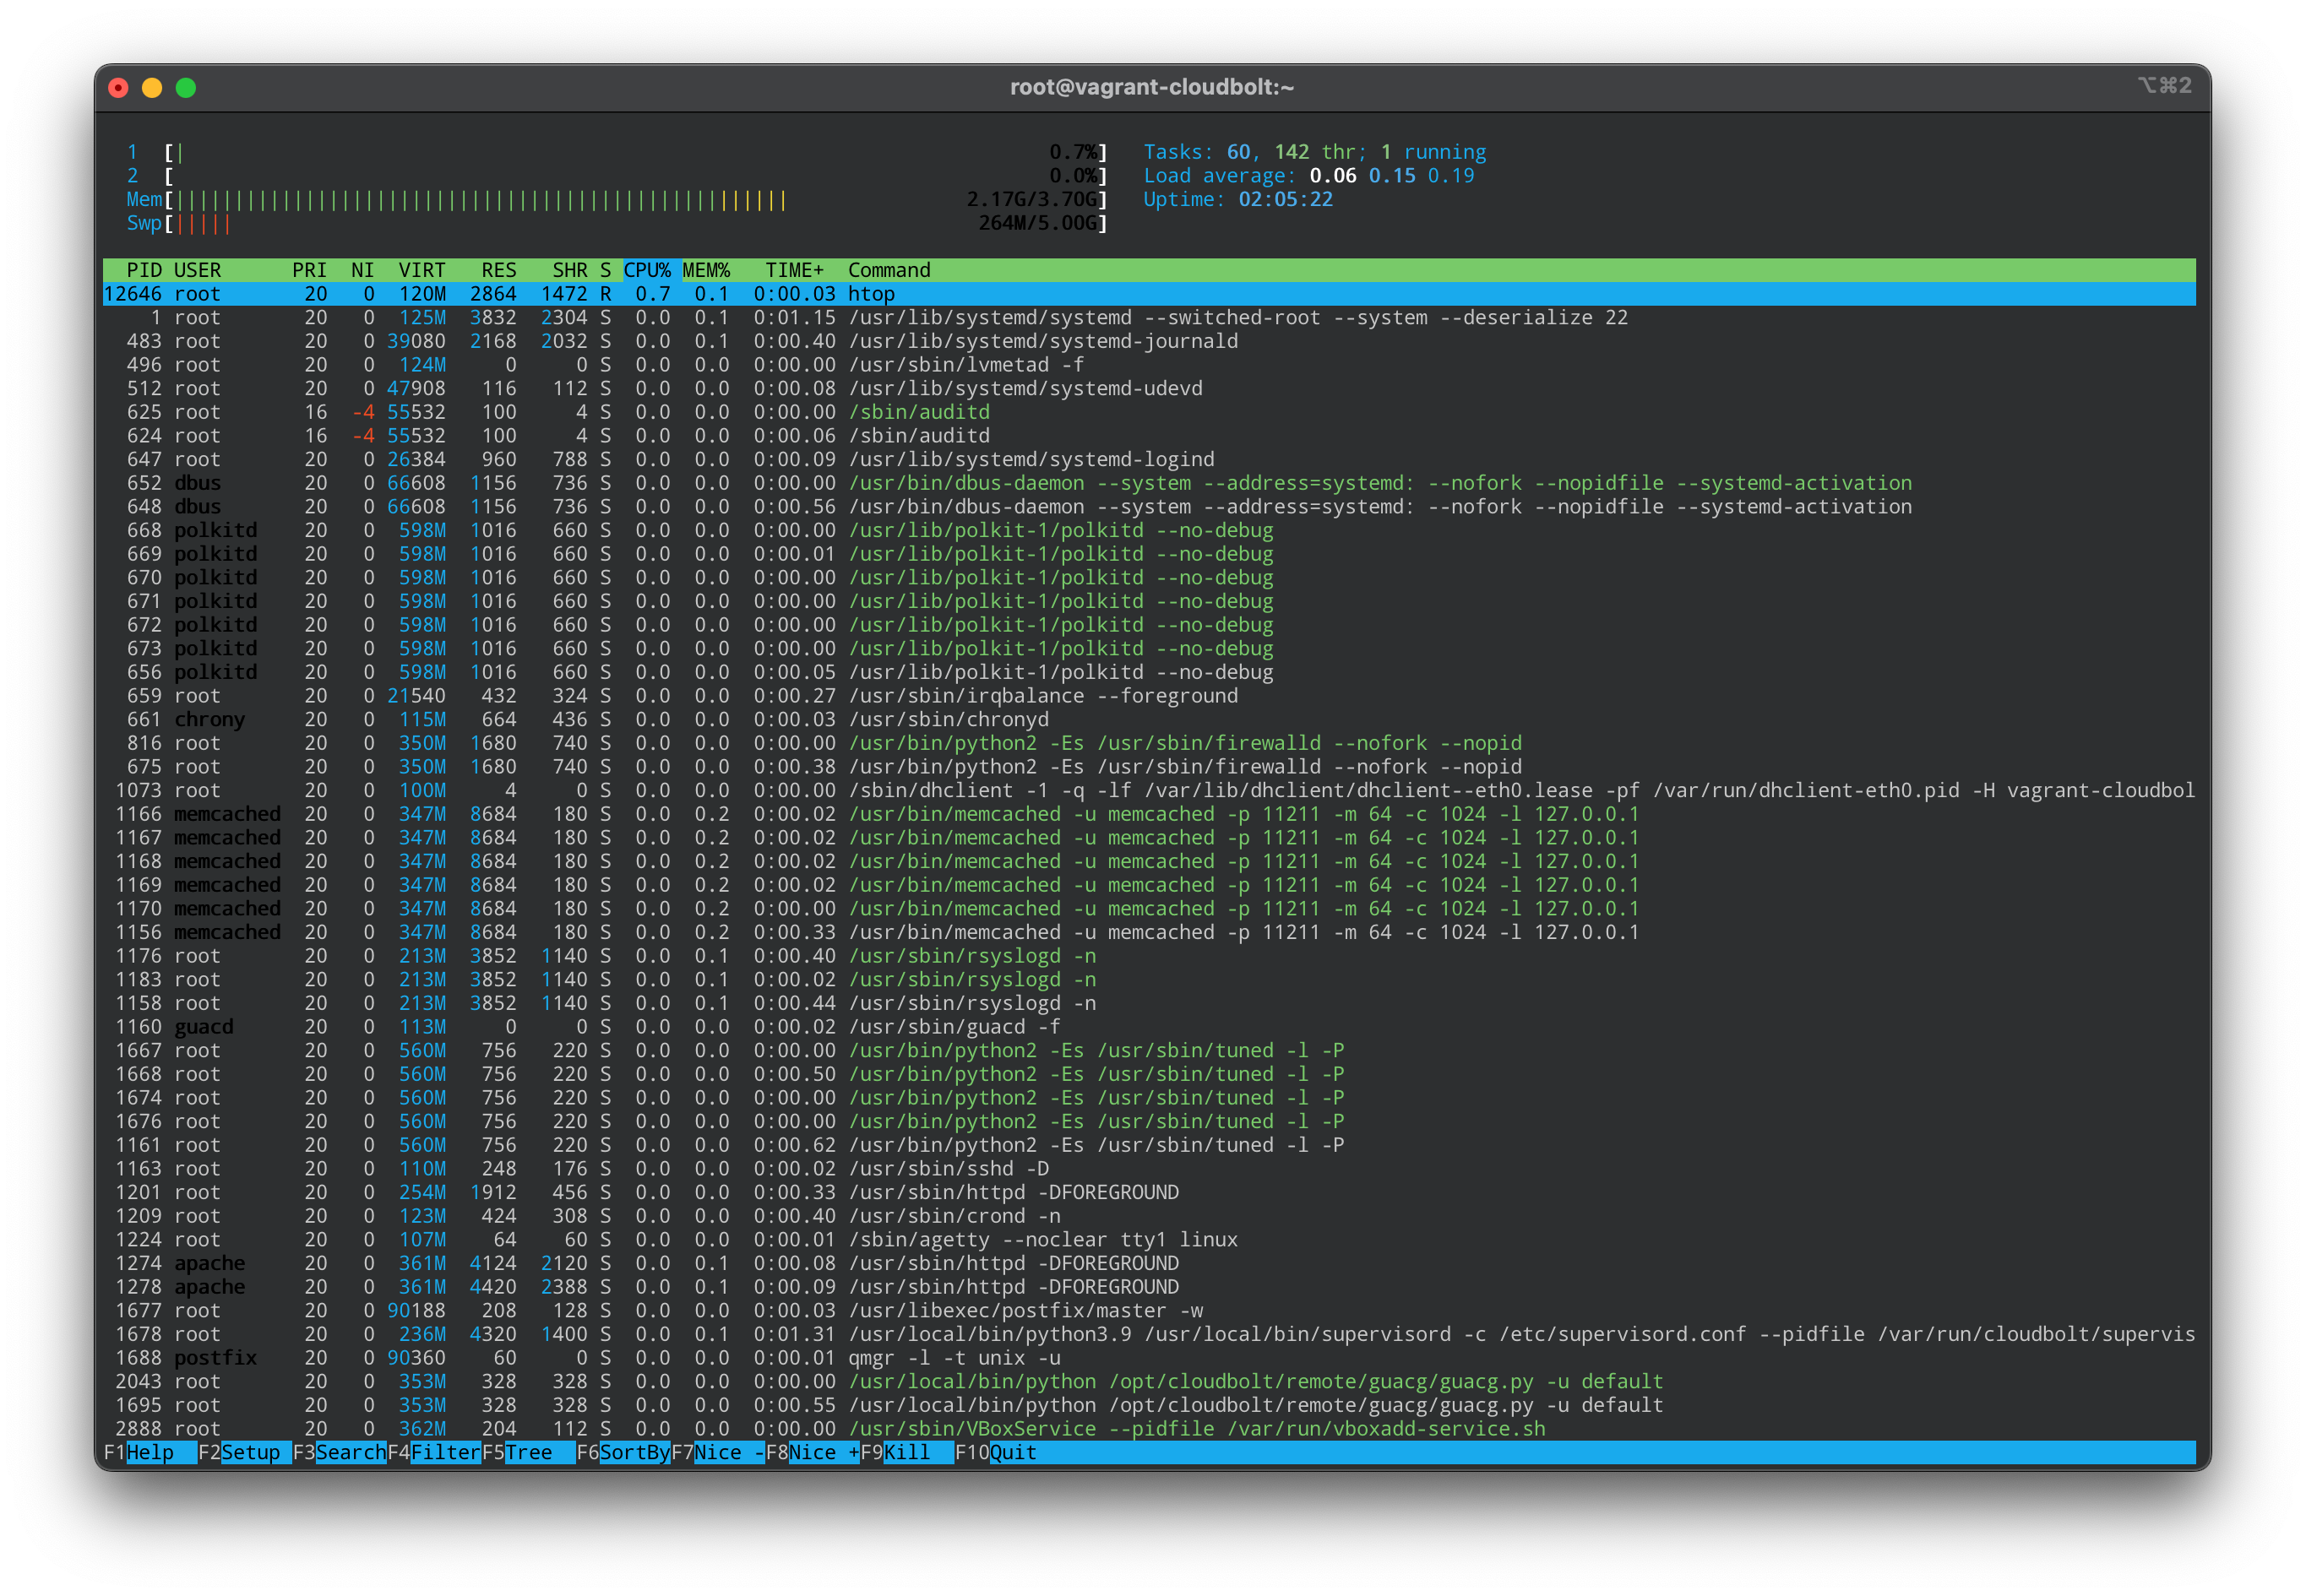 root@vagrant-cloudbolt:~ ⌥⌘2
1 [| 0.7%] Tasks: 60, 142 thr; 1 running
2 [ 0.0%] Load average: 0.06 0.15 0.19
Mem[|||||||||||||||||||||||||||||||||||||||||||||||||||| 2.17G/3.70G] Uptime: 02:05:22
Swp[||||| 264M/5.00G]
PID USER PRI NI VIRT RES SHR S CPU% MEM% TIME+ Command
12646 root 20 0 120M 2864 1472 R 0.7 0.1 0:00.03 htop
1 root 20 0 125M 3832 2304 S 0.0 0.1 0:01.15 /usr/lib/systemd/systemd --switched-root --system --deserialize 22
483 root 20 0 39080 2168 2032 S 0.0 0.1 0:00.40 /usr/lib/systemd/systemd-journald
496 root 20 0 124M 0 0 S 0.0 0.0 0:00.00 /usr/sbin/lvmetad -f
512 root 20 0 47908 116 112 S 0.0 0.0 0:00.08 /usr/lib/systemd/systemd-udevd
625 root 16 -4 55532 100 4 S 0.0 0.0 0:00.00 /sbin/auditd
624 root 16 -4 55532 100 4 S 0.0 0.0 0:00.06 /sbin/auditd
647 root 20 0 26384 960 788 S 0.0 0.0 0:00.09 /usr/lib/systemd/systemd-logind
652 dbus 20 0 66608 1156 736 S 0.0 0.0 0:00.00 /usr/bin/dbus-daemon --system --address=systemd: --nofork --nopidfile --systemd-activation
648 dbus 20 0 66608 1156 736 S 0.0 0.0 0:00.56 /usr/bin/dbus-daemon --system --address=systemd: --nofork --nopidfile --systemd-activation
668 polkitd 20 0 598M 1016 660 S 0.0 0.0 0:00.00 /usr/lib/polkit-1/polkitd --no-debug
669 polkitd 20 0 598M 1016 660 S 0.0 0.0 0:00.01 /usr/lib/polkit-1/polkitd --no-debug
670 polkitd 20 0 598M 1016 660 S 0.0 0.0 0:00.00 /usr/lib/polkit-1/polkitd --no-debug
671 polkitd 20 0 598M 1016 660 S 0.0 0.0 0:00.00 /usr/lib/polkit-1/polkitd --no-debug
672 polkitd 20 0 598M 1016 660 S 0.0 0.0 0:00.00 /usr/lib/polkit-1/polkitd --no-debug
673 polkitd 20 0 598M 1016 660 S 0.0 0.0 0:00.00 /usr/lib/polkit-1/polkitd --no-debug
656 polkitd 20 0 598M 1016 660 S 0.0 0.0 0:00.05 /usr/lib/polkit-1/polkitd --no-debug
659 root 20 0 21540 432 324 S 0.0 0.0 0:00.27 /usr/sbin/irqbalance --foreground
661 chrony 20 0 115M 664 436 S 0.0 0.0 0:00.03 /usr/sbin/chronyd
816 root 20 0 350M 1680 740 S 0.0 0.0 0:00.00 /usr/bin/python2 -Es /usr/sbin/firewalld --nofork --nopid
675 root 20 0 350M 1680 740 S 0.0 0.0 0:00.38 /usr/bin/python2 -Es /usr/sbin/firewalld --nofork --nopid
1073 root 20 0 100M 4 0 S 0.0 0.0 0:00.00 /sbin/dhclient -1 -q -lf /var/lib/dhclient/dhclient--eth0.lease -pf /var/run/dhclient-eth0.pid -H vagrant-cloudbol
1166 memcached 20 0 347M 8684 180 S 0.0 0.2 0:00.02 /usr/bin/memcached -u memcached -p 11211 -m 64 -c 1024 -l 127.0.0.1
1167 memcached 20 0 347M 8684 180 S 0.0 0.2 0:00.02 /usr/bin/memcached -u memcached -p 11211 -m 64 -c 1024 -l 127.0.0.1
1168 memcached 20 0 347M 8684 180 S 0.0 0.2 0:00.02 /usr/bin/memcached -u memcached -p 11211 -m 64 -c 1024 -l 127.0.0.1
1169 memcached 20 0 347M 8684 180 S 0.0 0.2 0:00.02 /usr/bin/memcached -u memcached -p 11211 -m 64 -c 1024 -l 127.0.0.1
1170 memcached 20 0 347M 8684 180 S 0.0 0.2 0:00.00 /usr/bin/memcached -u memcached -p 11211 -m 64 -c 1024 -l 127.0.0.1
1156 memcached 20 0 347M 8684 180 S 0.0 0.2 0:00.33 /usr/bin/memcached -u memcached -p 11211 -m 64 -c 1024 -l 127.0.0.1
1176 root 20 0 213M 3852 1140 S 0.0 0.1 0:00.40 /usr/sbin/rsyslogd -n
1183 root 20 0 213M 3852 1140 S 0.0 0.1 0:00.02 /usr/sbin/rsyslogd -n
1158 root 20 0 213M 3852 1140 S 0.0 0.1 0:00.44 /usr/sbin/rsyslogd -n
1160 guacd 20 0 113M 0 0 S 0.0 0.0 0:00.02 /usr/sbin/guacd -f
1667 root 20 0 560M 756 220 S 0.0 0.0 0:00.00 /usr/bin/python2 -Es /usr/sbin/tuned -l -P
1668 root 20 0 560M 756 220 S 0.0 0.0 0:00.50 /usr/bin/python2 -Es /usr/sbin/tuned -l -P
1674 root 20 0 560M 756 220 S 0.0 0.0 0:00.00 /usr/bin/python2 -Es /usr/sbin/tuned -l -P
1676 root 20 0 560M 756 220 S 0.0 0.0 0:00.00 /usr/bin/python2 -Es /usr/sbin/tuned -l -P
1161 root 20 0 560M 756 220 S 0.0 0.0 0:00.62 /usr/bin/python2 -Es /usr/sbin/tuned -l -P
1163 root 20 0 110M 248 176 S 0.0 0.0 0:00.02 /usr/sbin/sshd -D
1201 root 20 0 254M 1912 456 S 0.0 0.0 0:00.33 /usr/sbin/httpd -DFOREGROUND
1209 root 20 0 123M 424 308 S 0.0 0.0 0:00.40 /usr/sbin/crond -n
1224 root 20 0 107M 64 60 S 0.0 0.0 0:00.01 /sbin/agetty --noclear tty1 linux
1274 apache 20 0 361M 4124 2120 S 0.0 0.1 0:00.08 /usr/sbin/httpd -DFOREGROUND
1278 apache 20 0 361M 4420 2388 S 0.0 0.1 0:00.09 /usr/sbin/httpd -DFOREGROUND
1677 root 20 0 90188 208 128 S 0.0 0.0 0:00.03 /usr/libexec/postfix/master -w
1678 root 20 0 236M 4320 1400 S 0.0 0.1 0:01.31 /usr/local/bin/python3.9 /usr/local/bin/supervisord -c /etc/supervisord.conf --pidfile /var/run/cloudbolt/supervis
1688 postfix 20 0 90360 60 0 S 0.0 0.0 0:00.01 qmgr -l -t unix -u
2043 root 20 0 353M 328 328 S 0.0 0.0 0:00.00 /usr/local/bin/python /opt/cloudbolt/remote/guacg/guacg.py -u default
1695 root 20 0 353M 328 328 S 0.0 0.0 0:00.55 /usr/local/bin/python /opt/cloudbolt/remote/guacg/guacg.py -u default
2888 root 20 0 362M 204 112 S 0.0 0.0 0:00.00 /usr/sbin/VBoxService --pidfile /var/run/vboxadd-service.sh
F1Help F2Setup F3SearchF4FilterF5Tree F6SortByF7Nice -F8Nice +F9Kill F10Quit